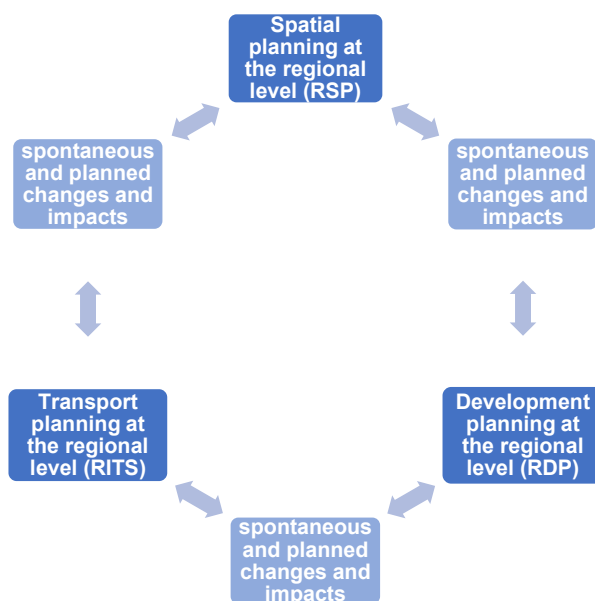 Spatial
planning at
the regional
level (RSP)
spontaneous
and planned
changes and
impacts
spontaneous
and planned
changes and
impacts
Transport
planning at
the regional
level (RITS)
Development
planning at
the regional
level (RDP)
spontaneous
and planned
changes and
impacts